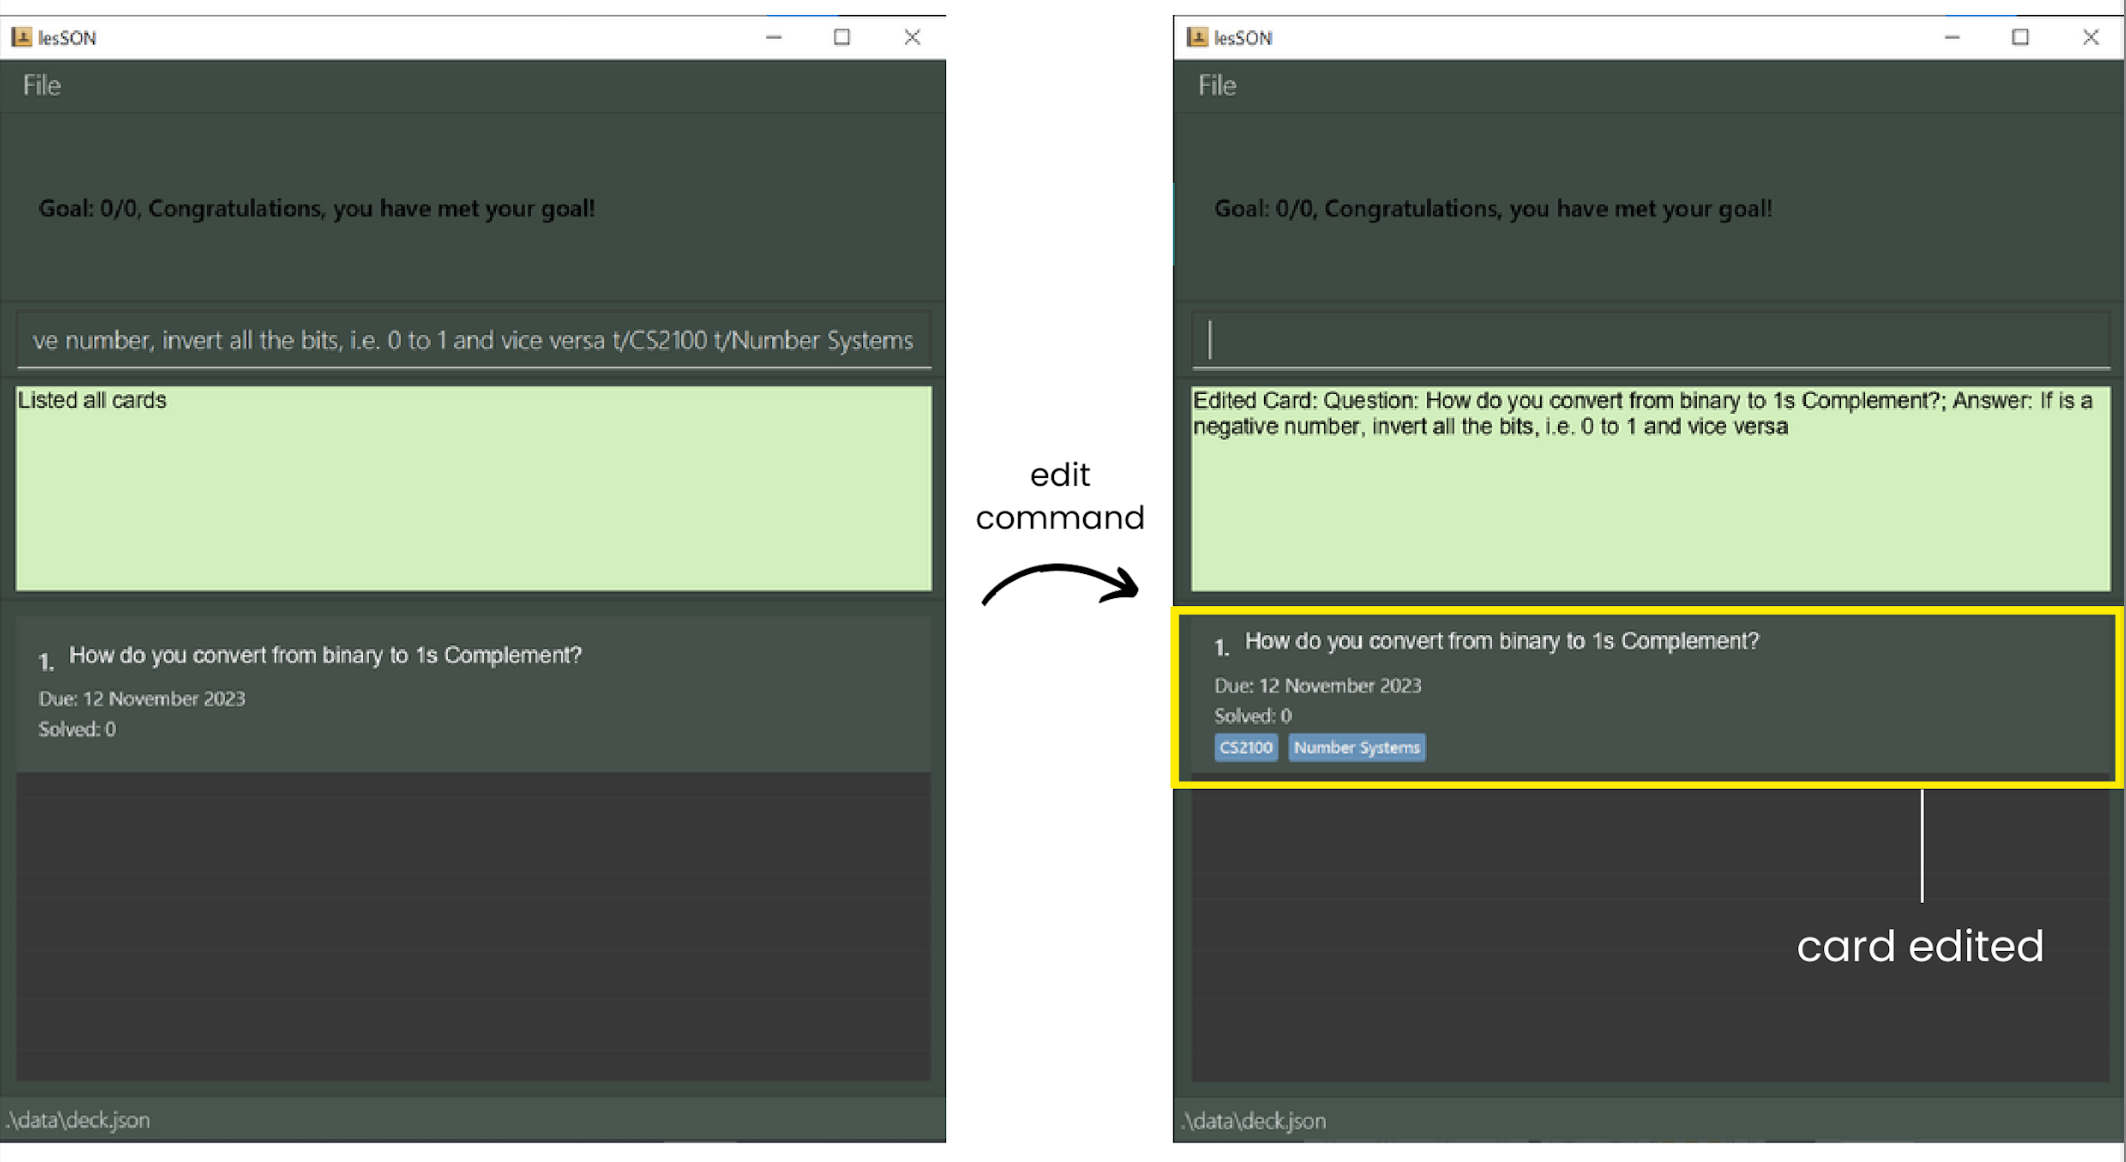 lesSON
File
Goal: 0/0, Congratulations, you have met your goal!
ve number, invert all the bits, i.e. 0 to 1 and vice versa t/CS2100 t/Number Systems
Listed all cards
1. How do you convert from binary to 1s Complement?
Due: 12 November 2023
Solved: 0
.\data\deck.json
edit
command
lesSON
File
Goal: 0/0, Congratulations, you have met your goal!
Edited Card: Question: How do you convert from binary to 1s Complement?; Answer: If is a
negative number, invert all the bits, i.e. 0 to 1 and vice versa
1. How do you convert from binary to 1s Complement?
Due: 12 November 2023
Solved: 0
CS2100 Number Systems
card edited
.\data\deck.json